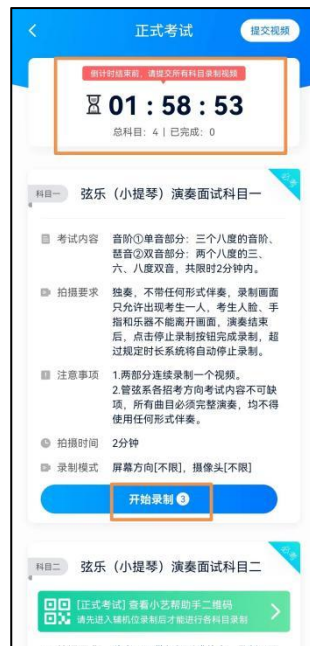 正式考试
提交视频
倒计时结束前，请提交所有科目录制视频
01：58：53
总科目：4 | 已完成：0
必考
科目一
弦乐（小提琴）演奏面试科目一
考试内容
音阶①单音部分：三个八度的音阶、
琶音②双音部分：两个八度的三、
六、八度双音，共限时2分钟内。
拍摄要求
独奏，不带任何形式伴奏，录制画面
只允许出现考生一人，考生人脸、手
指和乐器不能离开画面，演奏结束
后，点击停止录制按钮完成录制，超
过规定时长系统将自动停止录制。
注意事项
1.两部分连续录制一个视频。
2.管弦系各招考方向考试内容不可缺
项，所有曲目必须完整演奏，均不得
使用任何形式伴奏。
拍摄时间
2分钟
录制模式
屏幕方向[不限]，摄像头[不限]
开始录制 3
必考
科目二
弦乐（小提琴）演奏面试科目二
[正式考试] 查看小艺帮助手二维码
请先进入辅机位录制后才能进行各科目录制